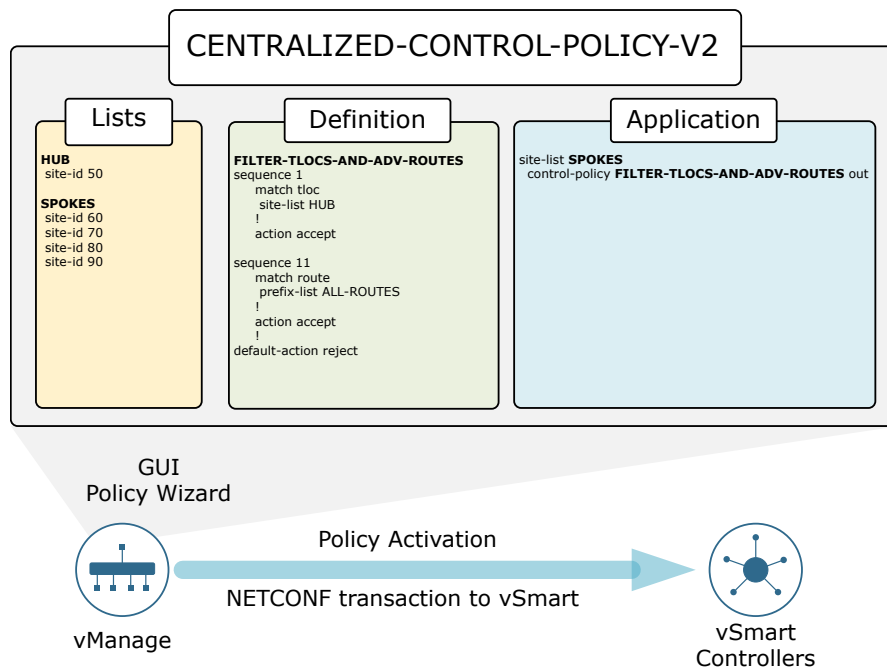 CENTRALIZED-CONTROL-POLICY-V2
Lists
HUB
site-id 50
SPOKES
site-id 60
site-id 70
site-id 80
site-id 90
Definition
FILTER-TLOCS-AND-ADV-ROUTES
sequence 1
match tloc
site-list HUB
!
action accept
sequence 11
match route
prefix-list ALL-ROUTES
!
action accept
!
default-action reject
Application
site-list SPOKES
control-policy FILTER-TLOCS-AND-ADV-ROUTES out
GUI
Policy Wizard
Policy Activation
NETCONF transaction to vSmart
vManage
vSmart
Controllers